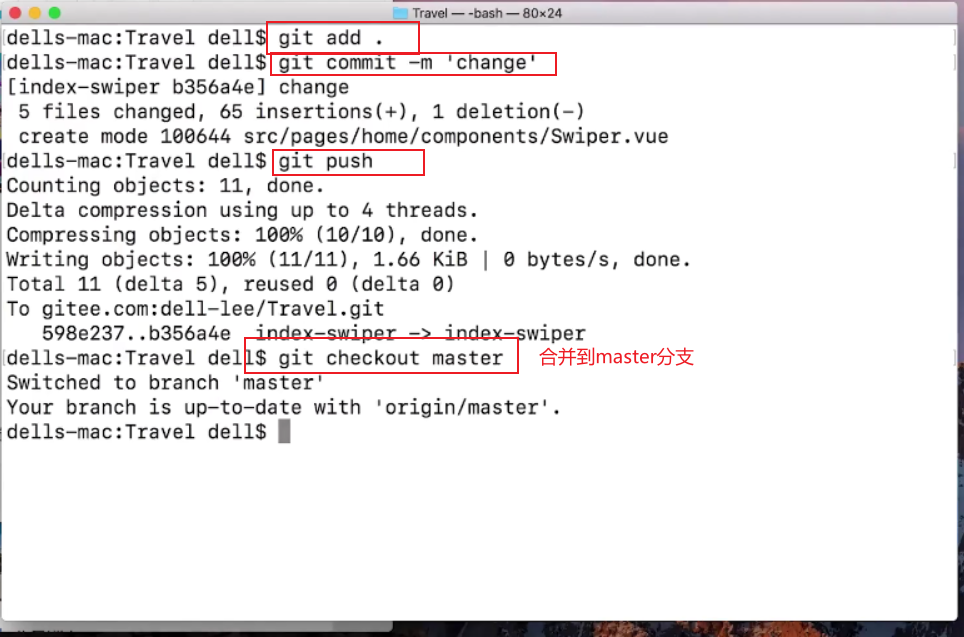 Travel — -bash — 80×24
dells-mac:Travel dell$ git add .
dells-mac:Travel dell$ git commit -m 'change'
[index-swiper b356a4e] change
 5 files changed, 65 insertions(+), 1 deletion(-)
 create mode 100644 src/pages/home/components/Swiper.vue
dells-mac:Travel dell$ git push
Counting objects: 11, done.
Delta compression using up to 4 threads.
Compressing objects: 100% (10/10), done.
Writing objects: 100% (11/11), 1.66 KiB | 0 bytes/s, done.
Total 11 (delta 5), reused 0 (delta 0)
To gitee.com:dell-lee/Travel.git
   598e237..b356a4e  index-swiper -> index-swiper
dells-mac:Travel dell$ git checkout master 合并到master分支
Switched to branch 'master'
Your branch is up-to-date with 'origin/master'.
dells-mac:Travel dell$